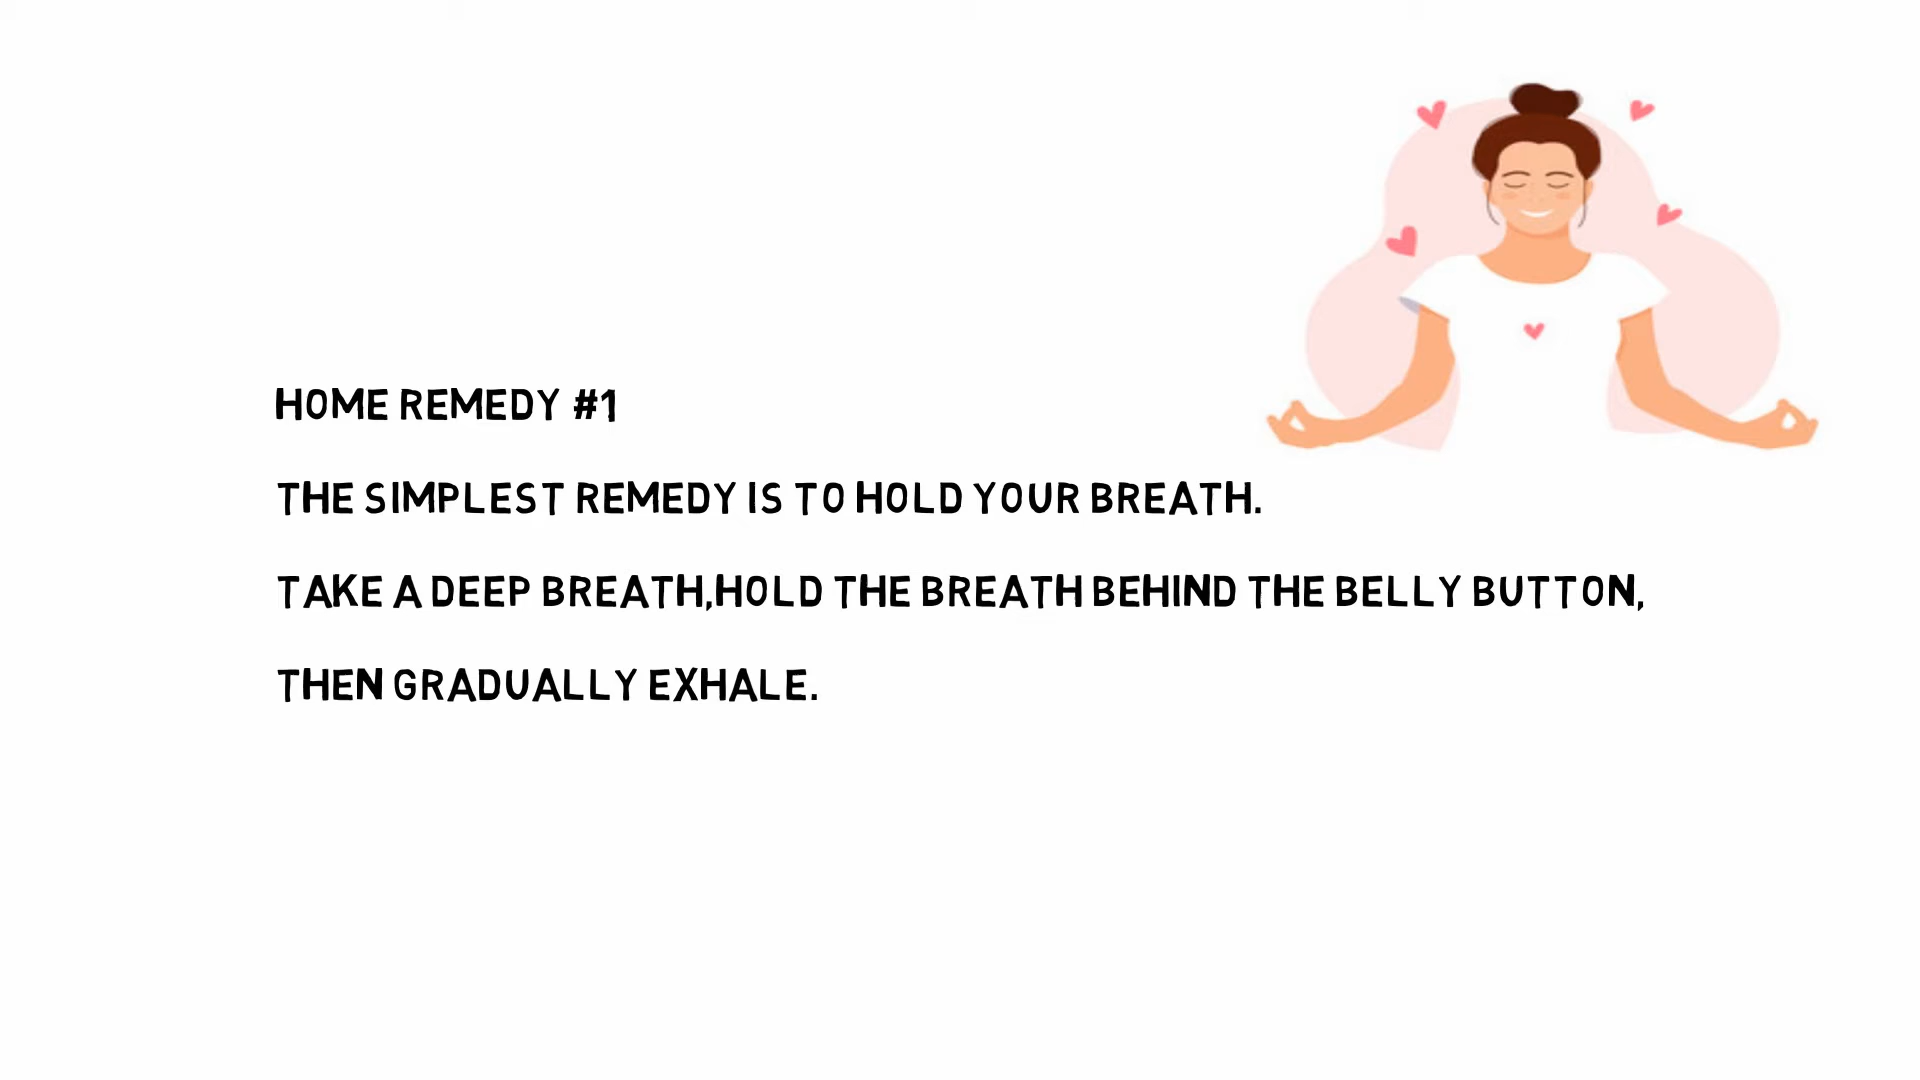 HOME REMEDY #1
THE SIMPLEST REMEDY IS TO HOLD YOUR BREATH.
TAKE A DEEP BREATH,HOLD THE BREATH BEHIND THE BELLY BUTTON,
THEN GRADUALLY EXHALE.